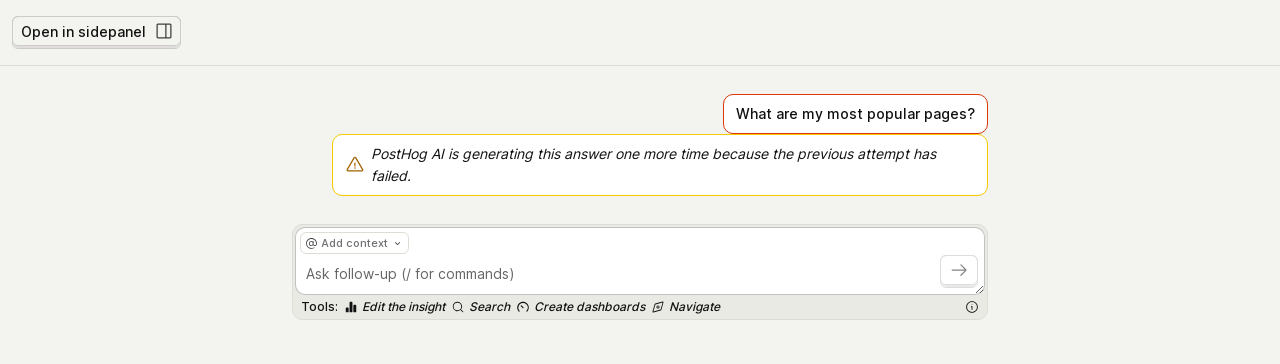 Open in sidepanel
What are my most popular pages?
PostHog AI is generating this answer one more time because the previous attempt has
failed.
@ Add context
Ask follow-up (/ for commands)
Tools: Edit the insight Search Create dashboards Navigate